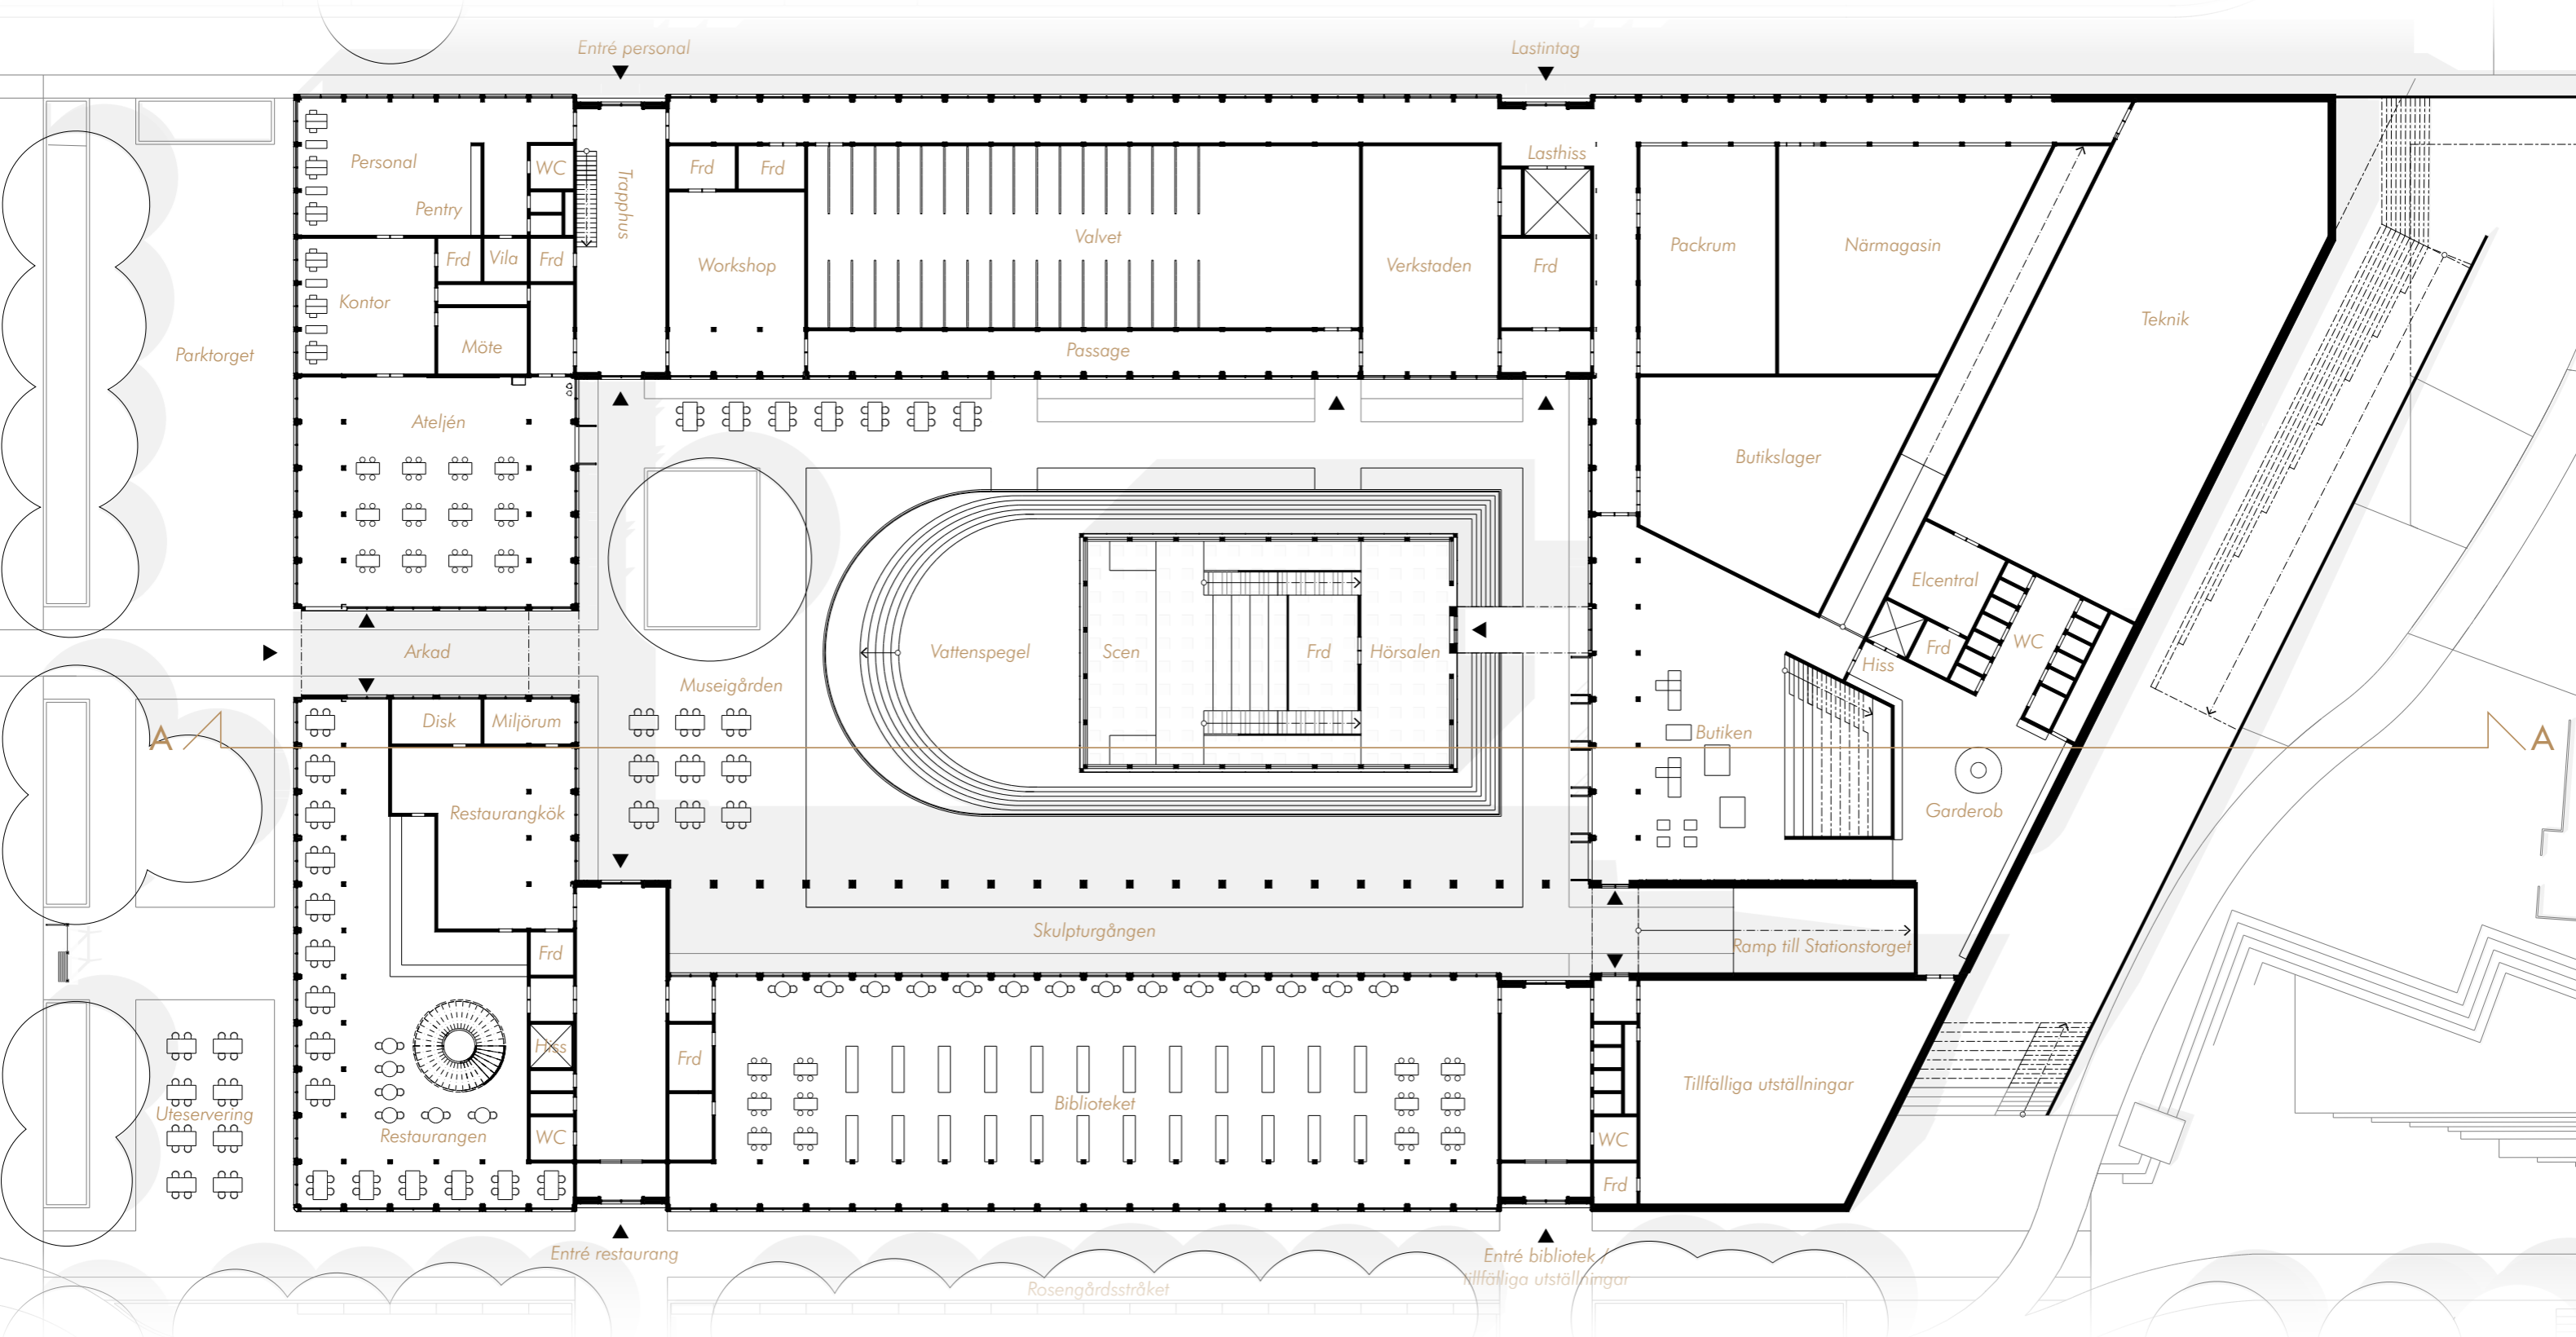 Entré personal
Lastintag
Personal
WC
Trapphus
Frd
Frd
Lasthiss
Pentry
Valvet
Packrum
Närmagasin
Frd
Vila
Frd
Workshop
Verkstaden
Frd
Kontor
Teknik
Möte
Passage
Parktorget
Ateljén
Butikslager
Elcentral
WC
Frd
Hiss
Arkad
Vattenspegel
Scen
Frd
Hörsalen
Museigården
Disk
Miljörum
Butiken
A
A
Restaurangkök
Garderob
Skulpturgången
Ramp till Stationstorget
Frd
Hiss
Frd
Tillfälliga utställningar
Biblioteket
Uteservering
Restaurangen
WC
WC
Frd
Entré restaurang
Entré bibliotek /
tillfälliga utställningar
Rosengårdsstråket